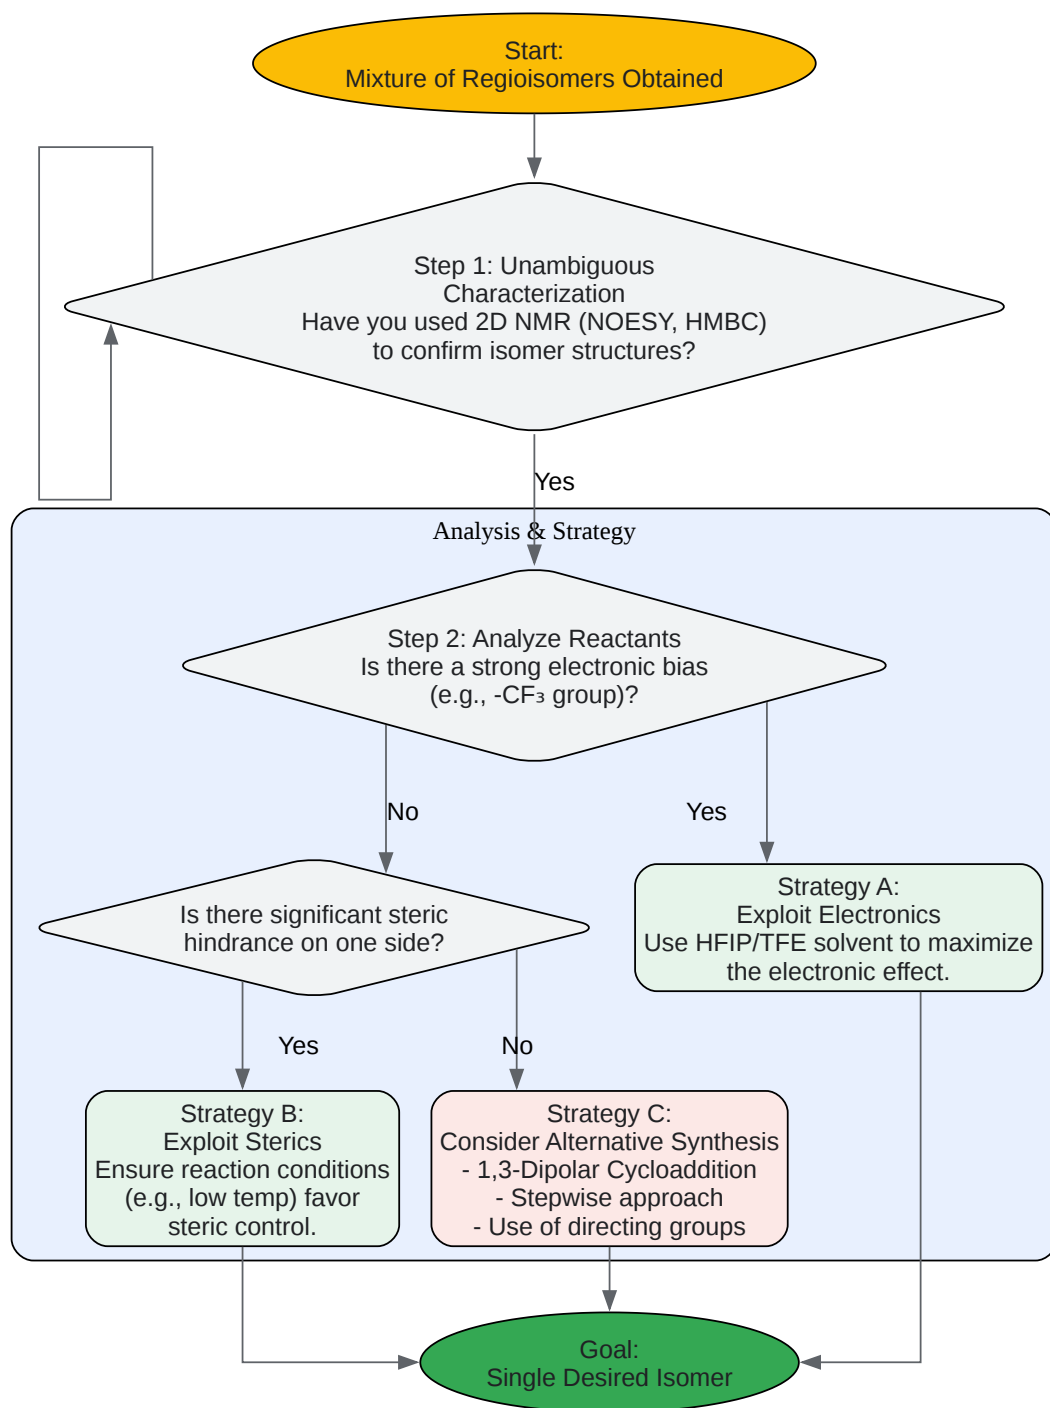 Start:
Mixture of Regioisomers Obtained
Step 1: Unambiguous
Characterization
Have you used 2D NMR (NOESY, HMBC)
to confirm isomer structures?
Yes
Analysis & Strategy
Step 2: Analyze Reactants
Is there a strong electronic bias
(e.g., -CF₃ group)?
No
Yes
Is there significant steric
hindrance on one side?
Strategy A:
Exploit Electronics
Use HFIP/TFE solvent to maximize
the electronic effect.
Yes
No
Strategy B:
Exploit Sterics
Ensure reaction conditions
(e.g., low temp) favor
steric control.
Strategy C:
Consider Alternative Synthesis
- 1,3-Dipolar Cycloaddition
- Stepwise approach
- Use of directing groups
Goal:
Single Desired Isomer